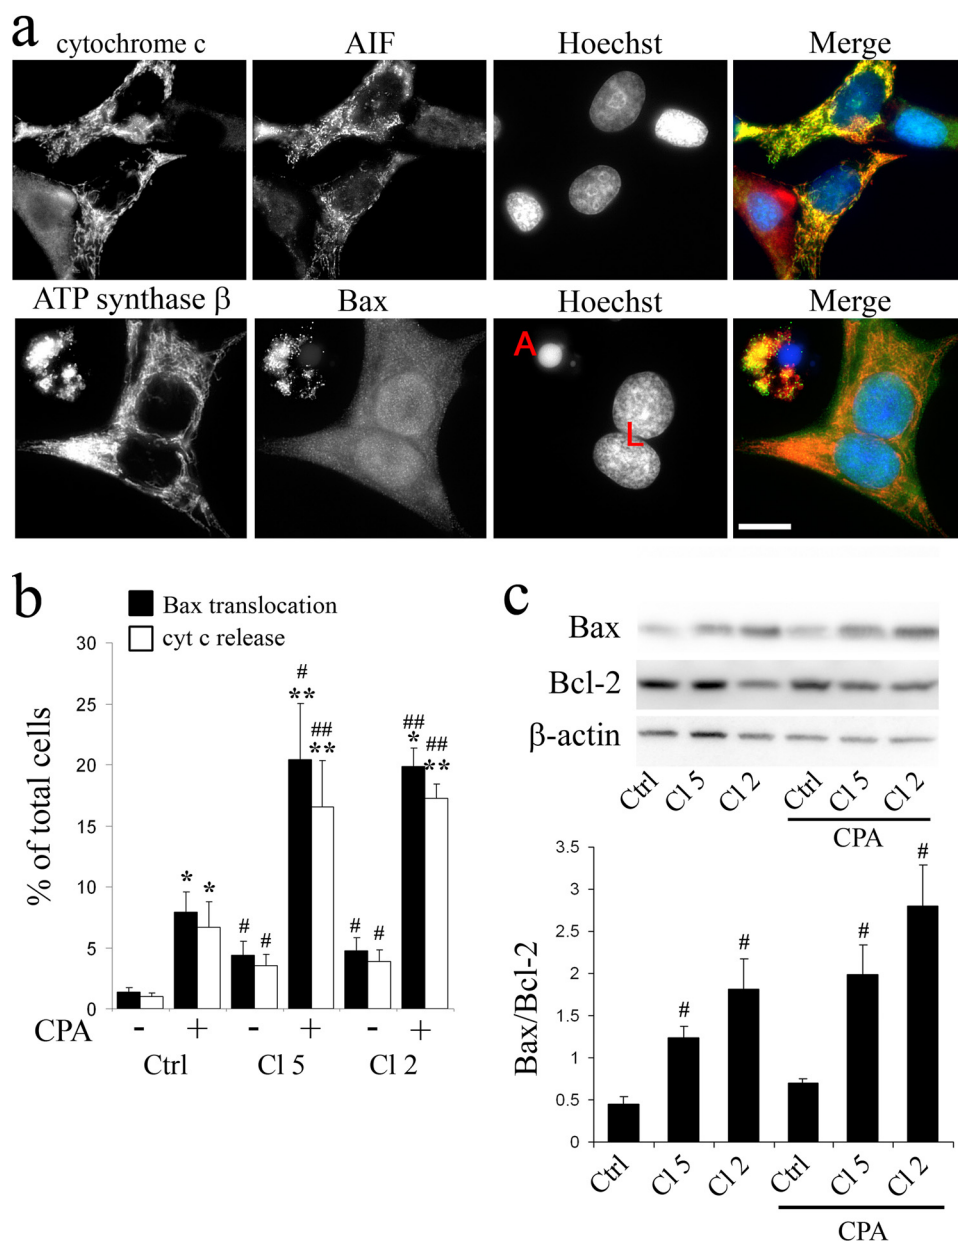 a
cytochrome c AIF Hoechst Merge
ATP synthase β Bax Hoechst Merge
A
L
b
Bax translocation
cyt c release
% of total cells
30
25
20
15
10
5
0
* * # # # ** ## ** # # ## * ## **
CPA - + - + - +
Ctrl Cl 5 Cl 2
c
Bax
Bcl-2
β-actin
Ctrl Cl 5 Cl 2 Ctrl Cl 5 Cl 2
CPA
Bax/Bcl-2
3.5
3
2.5
2
1.5
1
0.5
0
# # # #
Ctrl Cl 5 Cl 2 Ctrl Cl 5 Cl 2
CPA